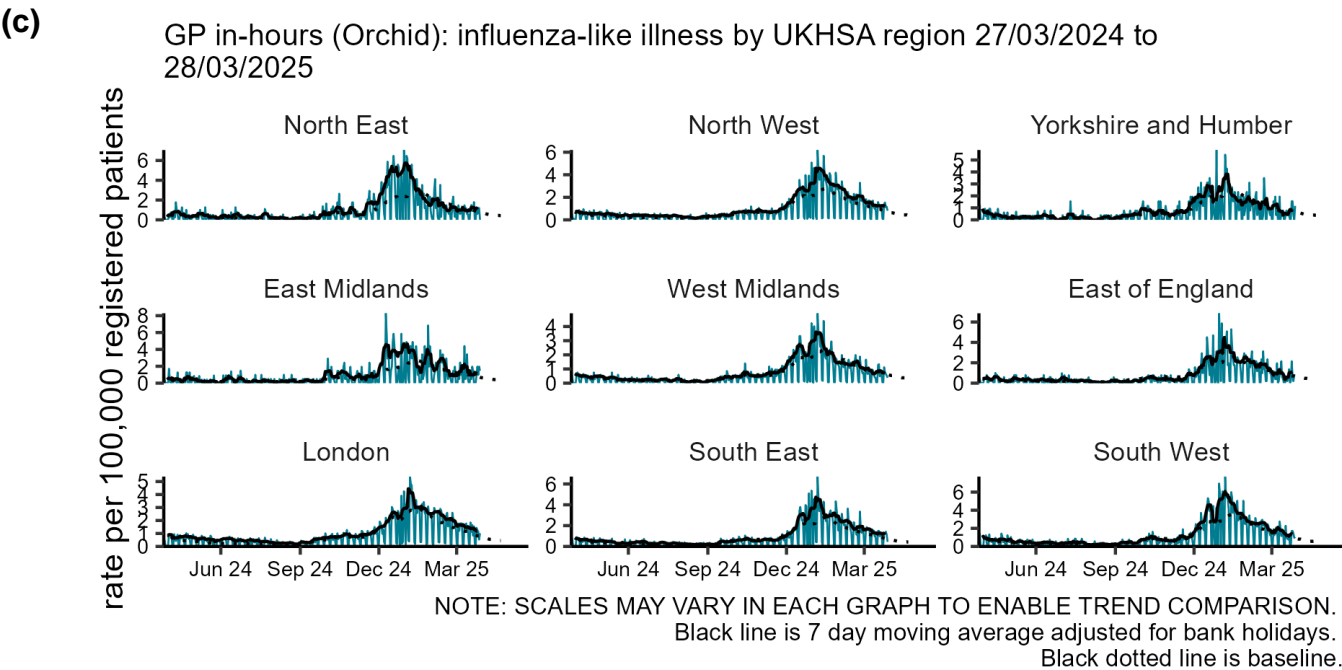 (c)
GP in-hours (Orchid): influenza-like illness by UKHSA region 27/03/2024 to
28/03/2025
rate per 100,000 registered patients
North East
North West
Yorkshire and Humber
6
4
2
0
6
4
2
0
5
4
3
2
1
0
East Midlands
West Midlands
East of England
8
6
4
2
0
4
3
2
1
0
6
4
2
0
London
South East
South West
5
4
3
2
1
0
6
4
2
0
6
4
2
0
Jun 24 Sep 24 Dec 24 Mar 25
Jun 24 Sep 24 Dec 24 Mar 25
Jun 24 Sep 24 Dec 24 Mar 25
NOTE: SCALES MAY VARY IN EACH GRAPH TO ENABLE TREND COMPARISON.
Black line is 7 day moving average adjusted for bank holidays.
Black dotted line is baseline.